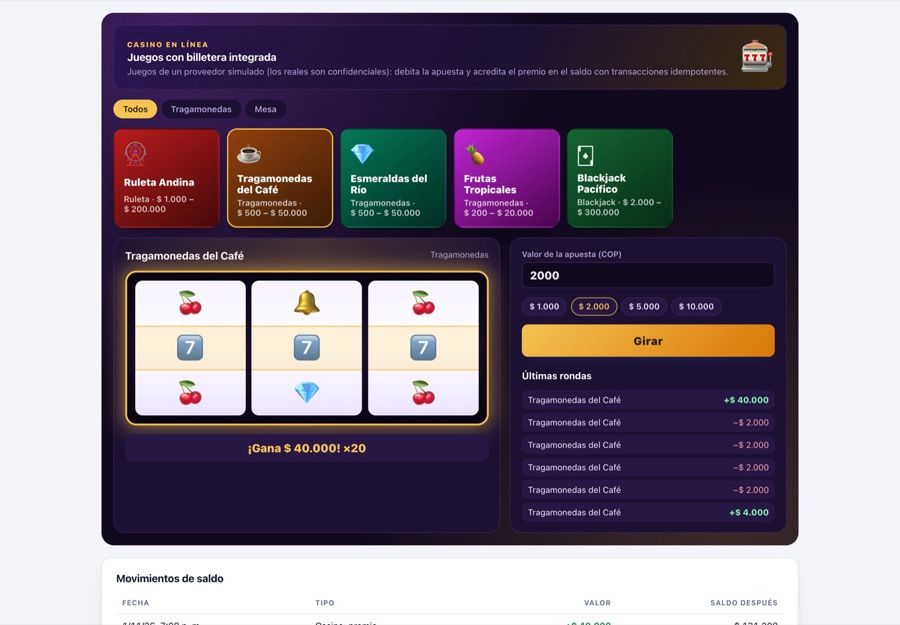 CASINO EN LÍNEA
Juegos con billetera integrada
Juegos de un proveedor simulado (los reales son confidenciales): debita la apuesta y acredita el premio en el saldo con transacciones idempotentes.
777
Todos
Tragamonedas
Mesa
Ruleta Andina
Ruleta · $ 1.000 –
$ 200.000
Tragamonedas
del Café
Tragamonedas ·
$ 500 – $ 50.000
Esmeraldas del
Río
Tragamonedas ·
$ 500 – $ 50.000
Frutas
Tropicales
Tragamonedas ·
$ 200 – $ 20.000
Blackjack
Pacífico
Blackjack · $ 2.000 –
$ 300.000
Tragamonedas del Café
Tragamonedas
7
7
7
¡Gana $ 40.000! ×20
Valor de la apuesta (COP)
2000
$ 1.000
$ 2.000
$ 5.000
$ 10.000
Girar
Últimas rondas
Tragamonedas del Café +$ 40.000
Tragamonedas del Café −$ 2.000
Tragamonedas del Café −$ 2.000
Tragamonedas del Café −$ 2.000
Tragamonedas del Café −$ 2.000
Tragamonedas del Café +$ 4.000
Movimientos de saldo
FECHA TIPO VALOR SALDO DESPUÉS